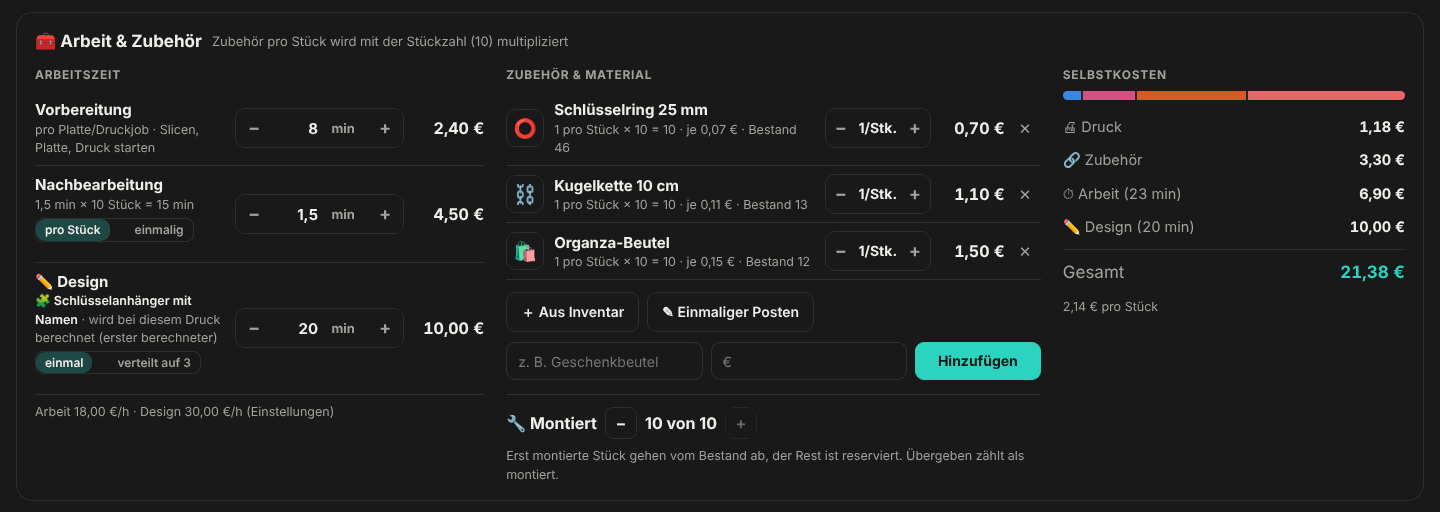 🧰 Arbeit & Zubehör Zubehör pro Stück wird mit der Stückzahl (10) multipliziert
ARBEITSZEIT
Vorbereitung
pro Platte/Druckjob · Slicen,
Platte, Druck starten
− 8 min + 2,40 €
Nachbearbeitung
1,5 min × 10 Stück = 15 min
pro Stück einmalig
− 1,5 min + 4,50 €
✏️ Design
🧩 Schlüsselanhänger mit
Namen · wird bei diesem Druck
berechnet (erster berechneter)
einmal verteilt auf 3
− 20 min + 10,00 €
Arbeit 18,00 €/h · Design 30,00 €/h (Einstellungen)
ZUBEHÖR & MATERIAL
Schlüsselring 25 mm
1 pro Stück × 10 = 10 · je 0,07 € · Bestand
46
− 1/Stk. + 0,70 € ×
Kugelkette 10 cm
1 pro Stück × 10 = 10 · je 0,11 € · Bestand 13
− 1/Stk. + 1,10 € ×
Organza-Beutel
1 pro Stück × 10 = 10 · je 0,15 € · Bestand 12
− 1/Stk. + 1,50 € ×
+ Aus Inventar ✎ Einmaliger Posten
z. B. Geschenkbeutel € Hinzufügen
🔧 Montiert − 10 von 10 +
Erst montierte Stück gehen vom Bestand ab, der Rest ist reserviert. Übergeben zählt als
montiert.
SELBSTKOSTEN
🖨 Druck 1,18 €
🔗 Zubehör 3,30 €
⏱ Arbeit (23 min) 6,90 €
✏️ Design (20 min) 10,00 €
Gesamt 21,38 €
2,14 € pro Stück